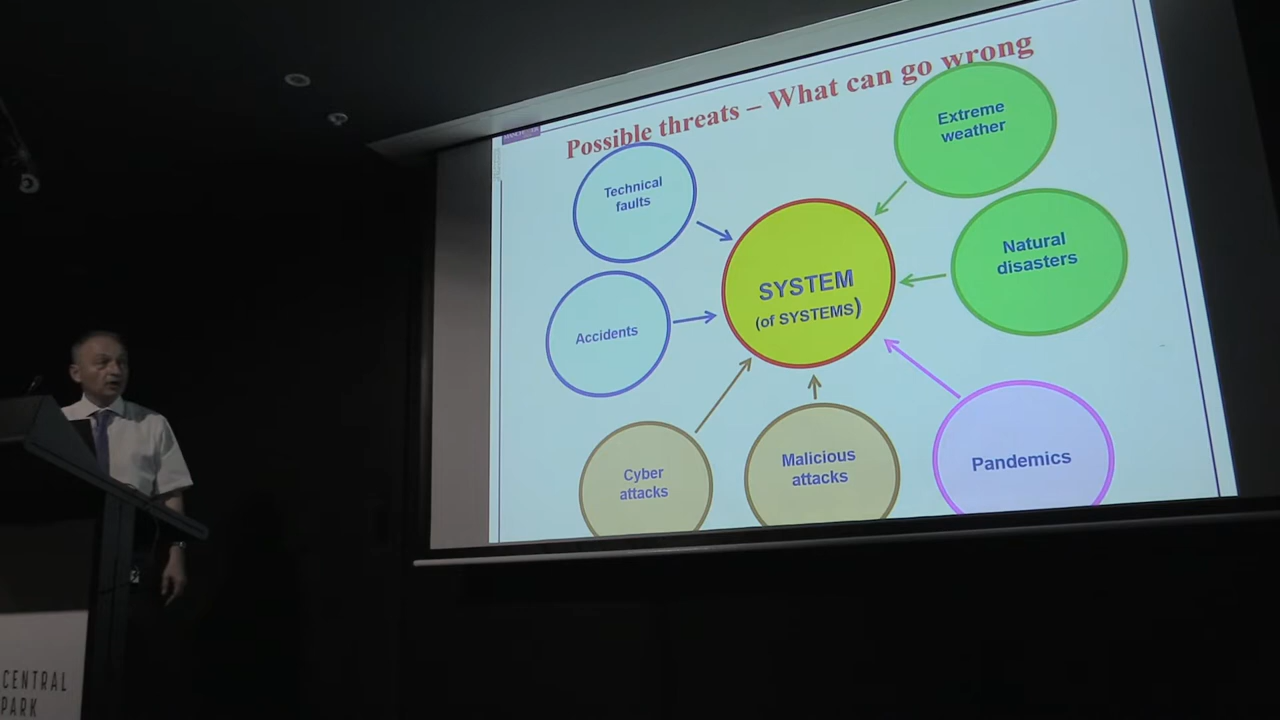 Possible threats – What can go wrong
Extreme
weather
Technical
faults
Natural
disasters
SYSTEM
(of SYSTEMS)
Accidents
Cyber
attacks
Malicious
attacks
Pandemics
CENTRAL
PARK